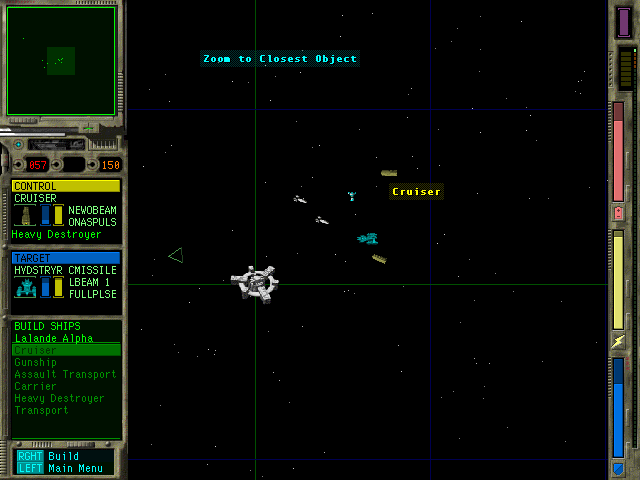 Zoom to Closest Object
057
150
CONTROL
CRUISER
NEWOBEAM
ONASPULS
Heavy Destroyer
Cruiser
TARGET
HVDSTRYR CMISSILE
LBEAM 1
FULLPLSE
BUILD SHIPS
Lalande Alpha
Cruiser
Gunship
Assault Transport
Carrier
Heavy Destroyer
Transport
RGHT Build
LEFT Main Menu